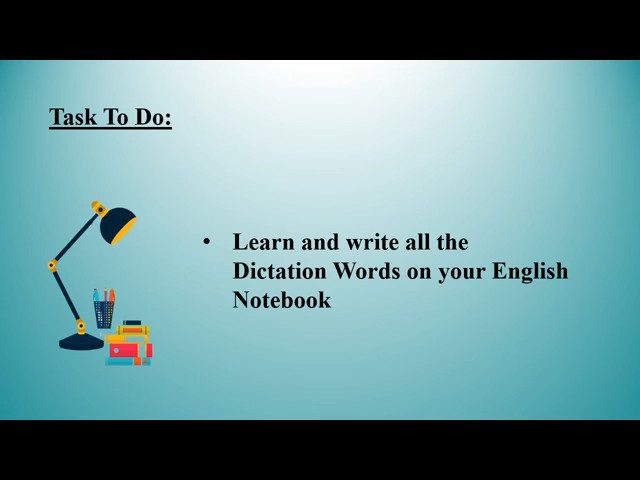 Task To Do:
• Learn and write all the
Dictation Words on your English
Notebook